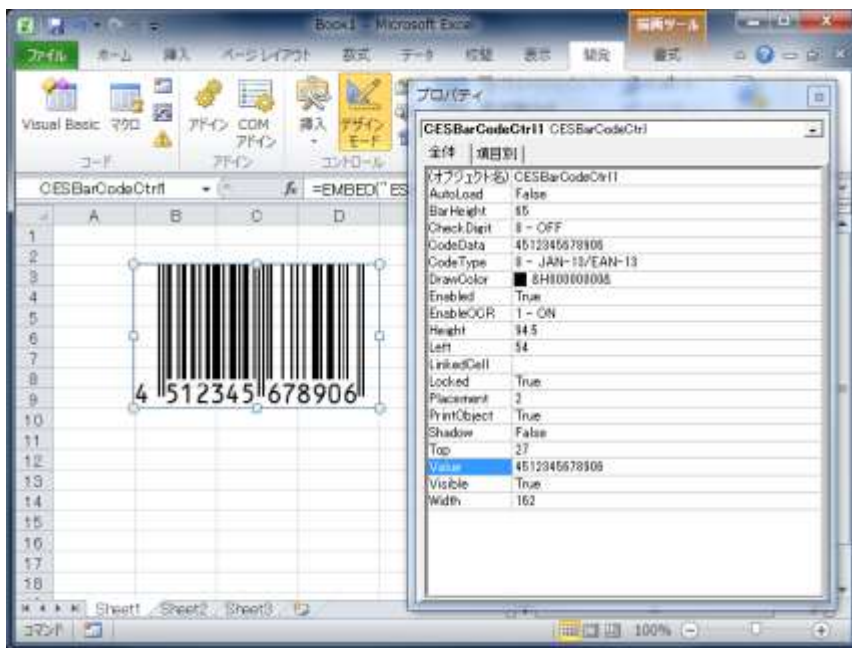 Book1 - Microsoft Excel
描画ツール
ファイル ホーム 挿入 ページレイアウト 数式 データ 校閲 表示 開発 書式
Visual Basic マクロ
アドイン COM アドイン
挿入 デザイン モード
コード アドイン コントロール
CESBarCodeCtrl1 fx =EMBED("ES
A B C D
1
2
3
4
5
6
7
8
9
10
11
12
13
14
15
16
17
18
4 512345 678906
プロパティ
CESBarCodeCtrl1 CESBarCodeCtrl
全体 項目別
(オブジェクト名) CESBarCodeCtrl1
AutoLoad False
BarHeight 65
CheckDigit 0 - OFF
CodeData 4512345678906
CodeType 0 - JAN-13/EAN-13
DrawColor &H00000000&
Enabled True
EnableOCR 1 - ON
Height 94.5
Left 54
LinkedCell
Locked True
Placement 2
PrintObject True
Shadow False
Top 27
Value 4512345678906
Visible True
Width 162
Sheet1 Sheet2 Sheet3
コマンド
100%